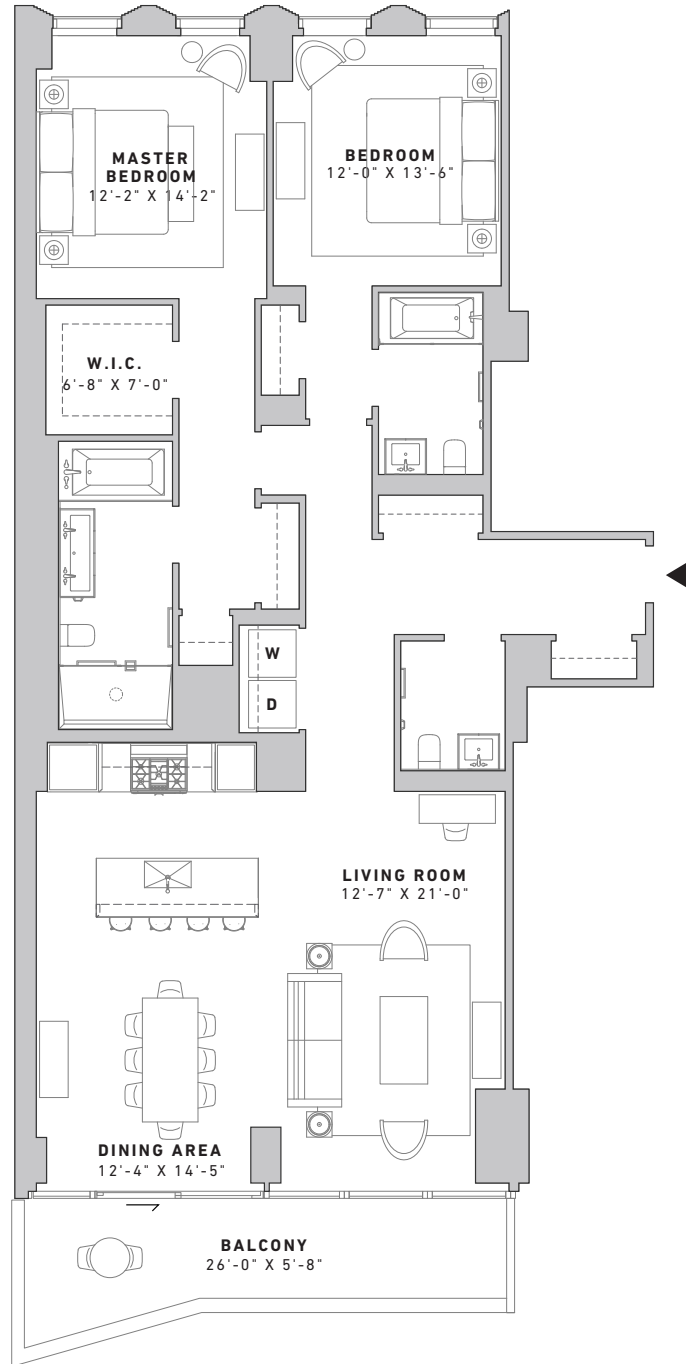 MASTER
BEDROOM
12'-2" X 14'-2"
BEDROOM
12'-0" X 13'-6"
W.I.C.
6'-8" X 7'-0"
W
D
LIVING ROOM
12'-7" X 21'-0"
DINING AREA
12'-4" X 14'-5"
BALCONY
26'-0" X 5'-8"